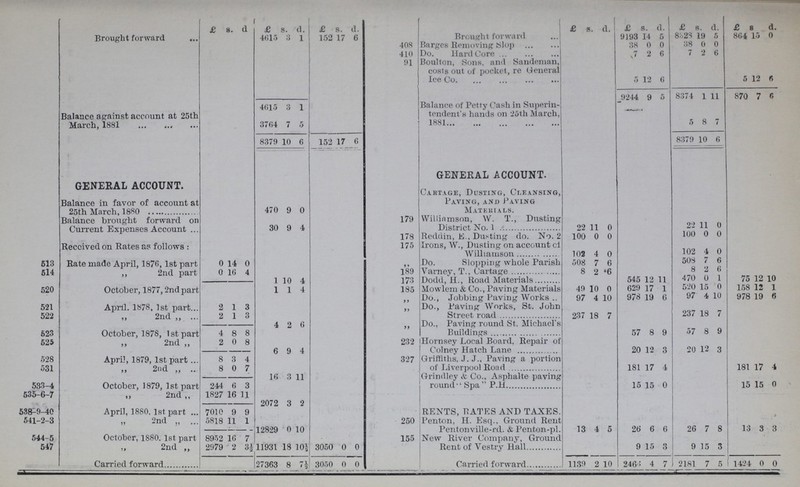 £ s. d £ s. d. £ s. d.
Brought forward ... 4615 3 1 152 17 6
4615 3 1
Balance against account at 25th
March, 1881 ... ... ... 3764 7 5
8379 10 6 152 17 6
GENERAL ACCOUNT.
Balance in favor of account at
25th March, 1880 ............... 470 9 0
Balance brought forward on
Current Expenses Account ... 30 9 4
Received on Rates as follows :
513 Rate made April, 1876, 1st part 0 14 0
514 ,, 2nd part 0 16 4
1 10 4
520 October, 1877, 2nd part 1 1 4
521 April. 1878, 1st part... 2 1 3
522 ,, 2nd ,, ... 2 1 3
4 2 6
523 October, 1878, 1st part 4 8 8
525 ,, 2nd ,, 2 0 8
6 9 4
528 April, 1879, 1st part ... 8 3 4
531 ,, 2nd ,, ... 8 0 7
16 3 11
533-4 October, 1879, 1st part 244 6 3
535-6-7 ,, 2nd ,, 1827 16 11
2072 3 2
538-9-40 April, 1880, 1st part ... 7010 9 9
541-2-3 ,, 2nd ,, ... 5818 11 1
12829 0 10
544-5 October, 1880, 1st part 8952 16 7
547 ,, 2nd ,, 2979 2 3½ 11931 18 10½ 3050 0 0
Carried forward............ 27363 8 7½ 3050 0 0
£ s. d. £ s. d. £ s. d. £ s d.
Brought forward ... 9193 14 5 8328 19 5 864 15 0
408 Barges Removing Slop ... ... 38 0 0 38 0 0
410 Do. Hard Core ... ... ... 7 2 6 7 2 6
91 Boulton, Sons, and Sandeman,
costs out of pocket, re General
Ice Co. ... ... ... ... ... 5 12 6 5 12 6
9244 9 5 8374 1 11 870 7 6
Balance of Petty Cash in Superin-
tendent's hands on 25th March,
1881... ... ... ... ... ... 5 8 7
8379 10 6
GENERAL ACCOUNT.
CARTAGE, DUSTING, CLEANSING,
PAVING, AND PAVING
MATERIALS.
179 Williamson, W. T., Dusting
District No. 1 .................. 22 11 0 22 11 0
178 Reddin, E., Dusting do. No. 2 100 0 0 100 0 0
175 Irons, W., Dusting on account of
Williamson .................. 102 4 0 102 4 0
,, Do. Slopping whole Parish 508 7 6 508 7 6
189 Varney, T., Cartage .................. 8 2 6 8 2 6
173 Dodd, H., Road Materials ......... 545 12 11 470 0 1 75 12 10
185 Mowlem & Co., Paving Materials 49 10 0 629 17 1 520 15 0 158 12 1
,, Do., Jobbing Paving Works .. 97 4 10 978 19 6 97 4 10 978 19 6
,, Do., Paving Works, St. John
Street road .................. 237 18 7 237 18 7
,, Do., Paving round St. Michael's
Buildings .................. 57 8 9 57 8 9
232 Hornsey Local Board, Repair of
Colney Hatch Lane ............ 20 12 3 20 12 3
327 Griffiths, J. J., Paving a portion
of Liverpool Road ............ 181 17 4 181 17 4
Grindley & Co., Asphalte paving
round "Spa" P.H............... 15 15 0 15 15 0
RENTS, RATES AND TAXES.
250 Penton, H. Esq., Ground Rent
Pentonville-rd. & Penton-pl. 13 4 5 26 6 6 26 7 8 13 3 3
155 New River Company, Ground
Rent of Vestry Hall............ 9 15 3 9 15 3
Carried forward............ 1139 2 10 2464 4 7 2181 7 5 1424 0 0